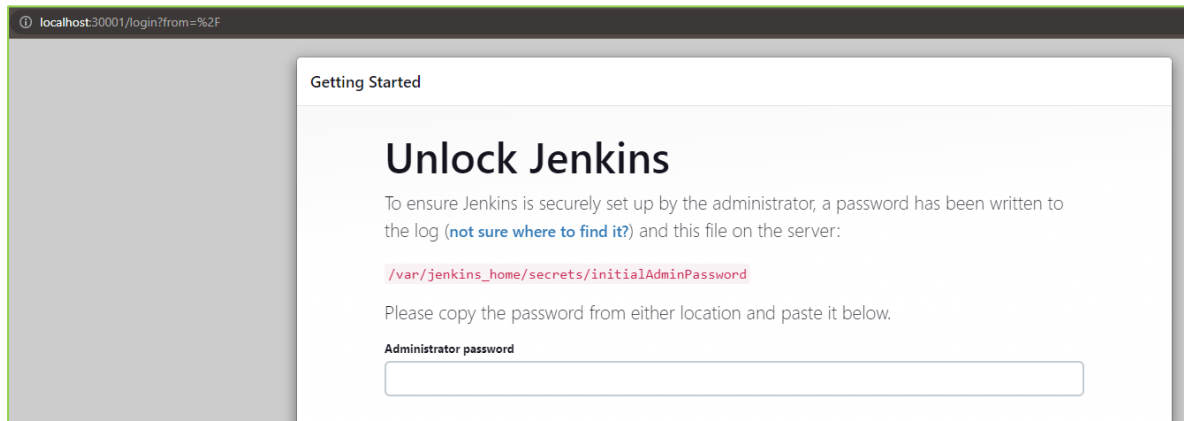 localhost:30001/login?from=%2F
Getting Started
Unlock Jenkins
To ensure Jenkins is securely set up by the administrator, a password has been written to
the log (not sure where to find it?) and this file on the server:
/var/jenkins_home/secrets/initialAdminPassword
Please copy the password from either location and paste it below.
Administrator password